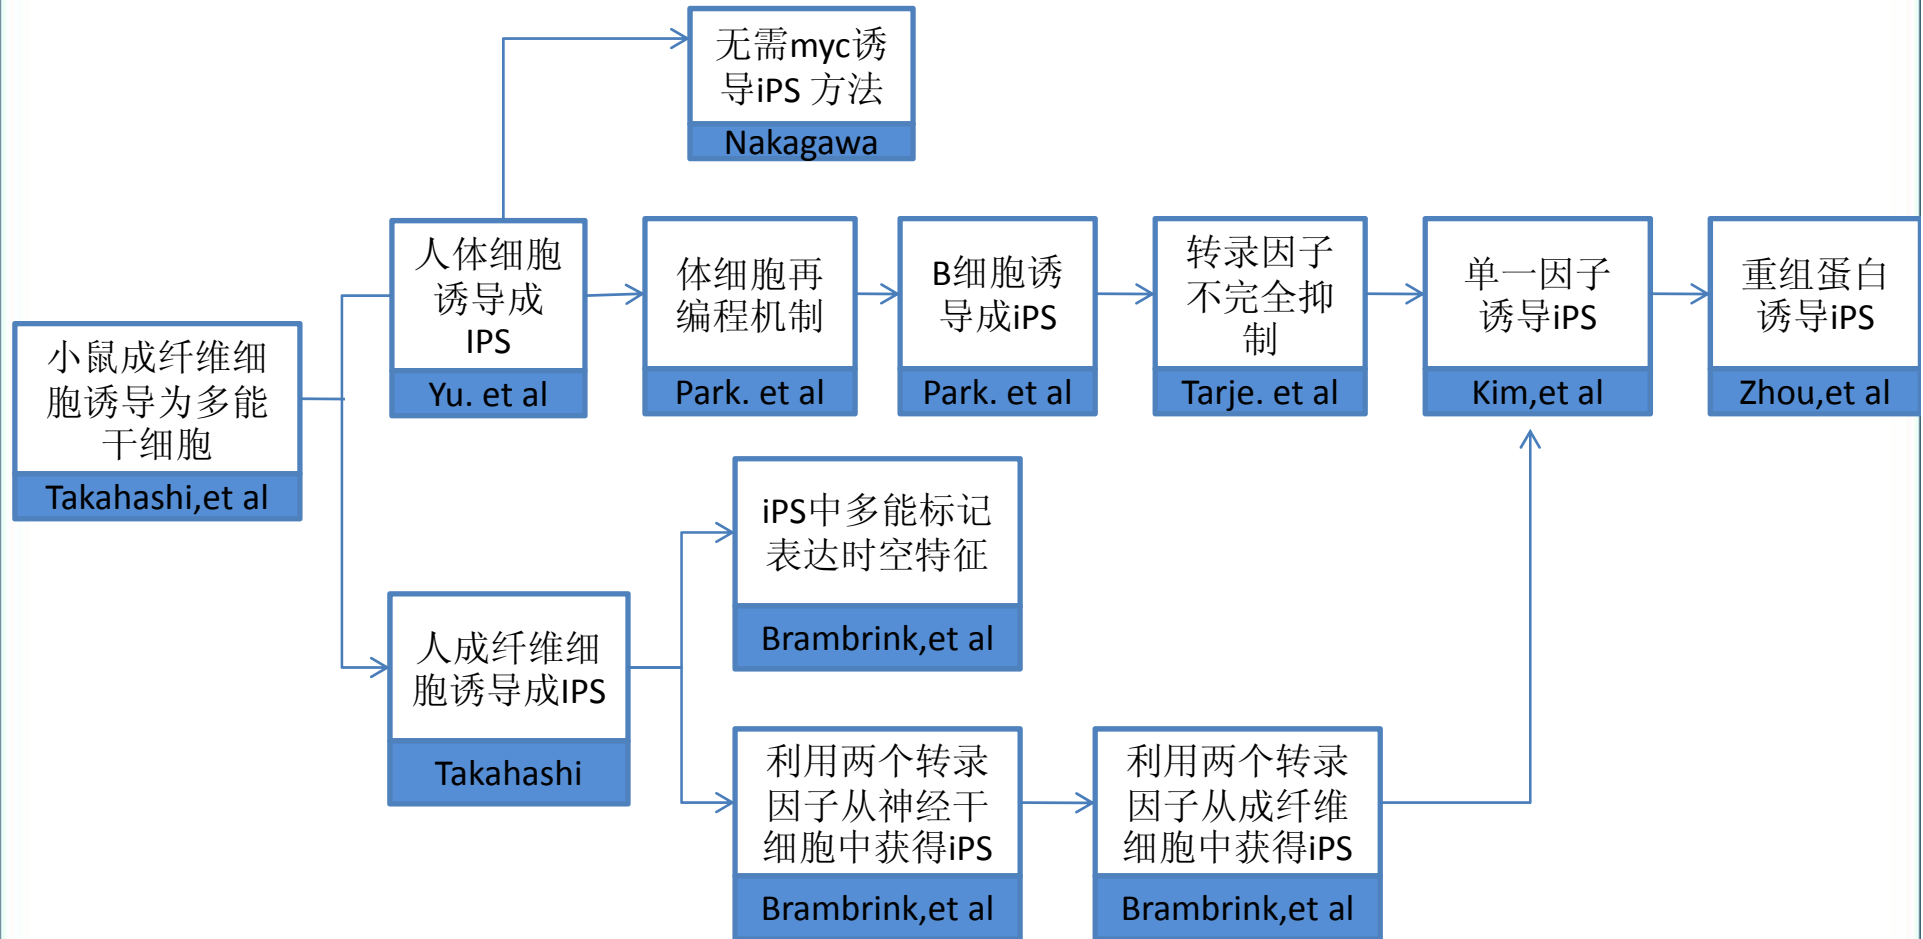 无需myc诱
导iPS 方法
Nakagawa
人体细胞
诱导成
IPS
Yu. et al
体细胞再
编程机制
Park. et al
B细胞诱
导成iPS
Park. et al
转录因子
不完全抑
制
Tarje. et al
单一因子
诱导iPS
Kim,et al
重组蛋白
诱导iPS
Zhou,et al
小鼠成纤维细
胞诱导为多能
干细胞
Takahashi,et al
iPS中多能标记
表达时空特征
Brambrink,et al
人成纤维细
胞诱导成IPS
Takahashi
利用两个转录
因子从神经干
细胞中获得iPS
Brambrink,et al
利用两个转录
因子从成纤维
细胞中获得iPS
Brambrink,et al